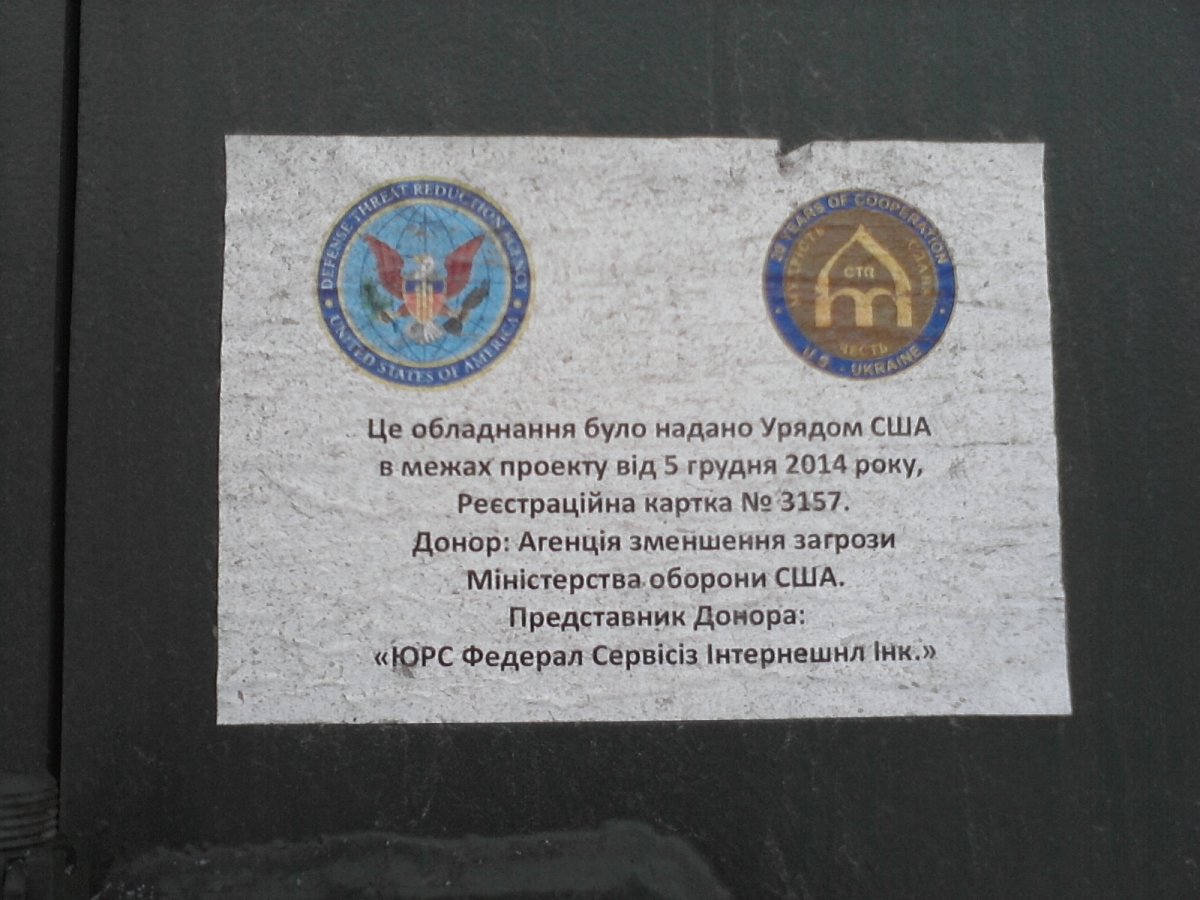 DEFENSE THREAT REDUCTION AGENCY
UNITED STATES OF AMERICA
YEARS OF COOPERATION
U.S. - UKRAINE
СТП
ЧЕСТЬ
Це обладнання було надано Урядом США
в межах проекту від 5 грудня 2014 року,
Реєстраційна картка № 3157.
Донор: Агенція зменшення загрози
Міністерства оборони США.
Представник Донора:
«ЮРС Федерал Сервісіз Інтернешнл Інк.»